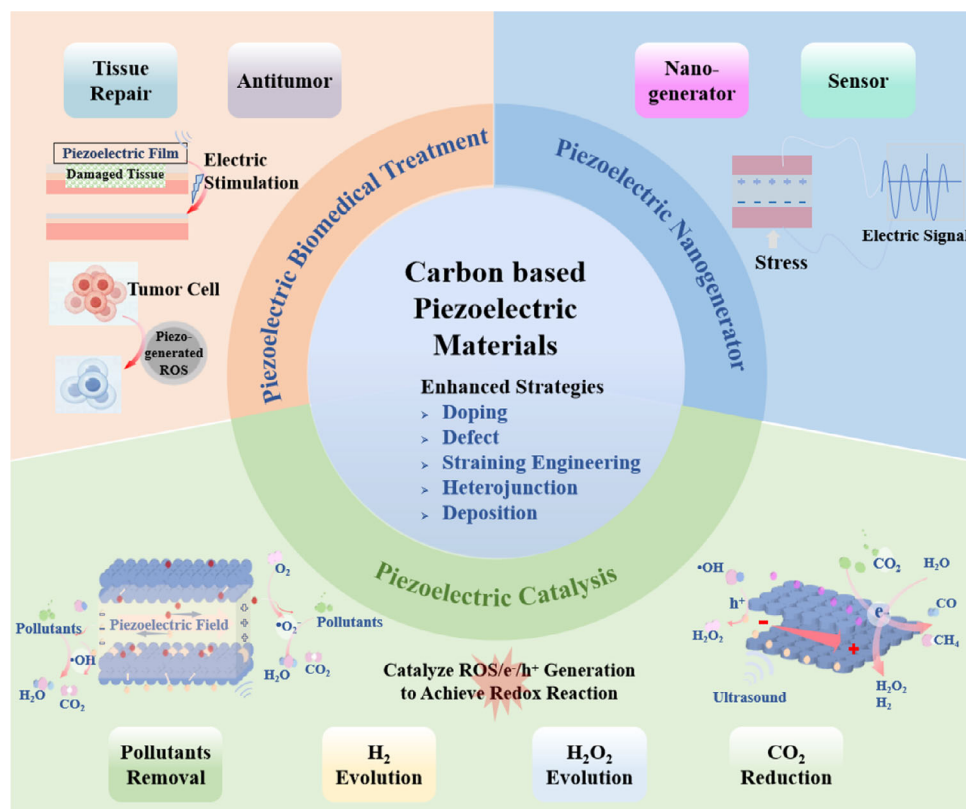 Tissue
Repair
Antitumor
Nano-
generator
Sensor
Piezoelectric Biomedical Treatment
Piezoelectric Nanogenerator
Piezoelectric Film
Damaged Tissue
Electric
Stimulation
Tumor Cell
Piezo-
generated
ROS
Stress
Electric Signal
Carbon based
Piezoelectric
Materials
Enhanced Strategies
➢ Doping
➢ Defect
➢ Straining Engineering
➢ Heterojunction
➢ Deposition
Piezoelectric Catalysis
Pollutants
•OH
H₂O
CO₂
Piezoelectric Field
O₂
•O₂⁻
Pollutants
H₂O
CO₂
Catalyze ROS/e⁻/h⁺ Generation
to Achieve Redox Reaction
•OH
h⁺
H₂O₂
−
+
Ultrasound
CO₂
H₂O
e⁻
CO
CH₄
H₂O₂
H₂
Pollutants
Removal
H₂
Evolution
H₂O₂
Evolution
CO₂
Reduction